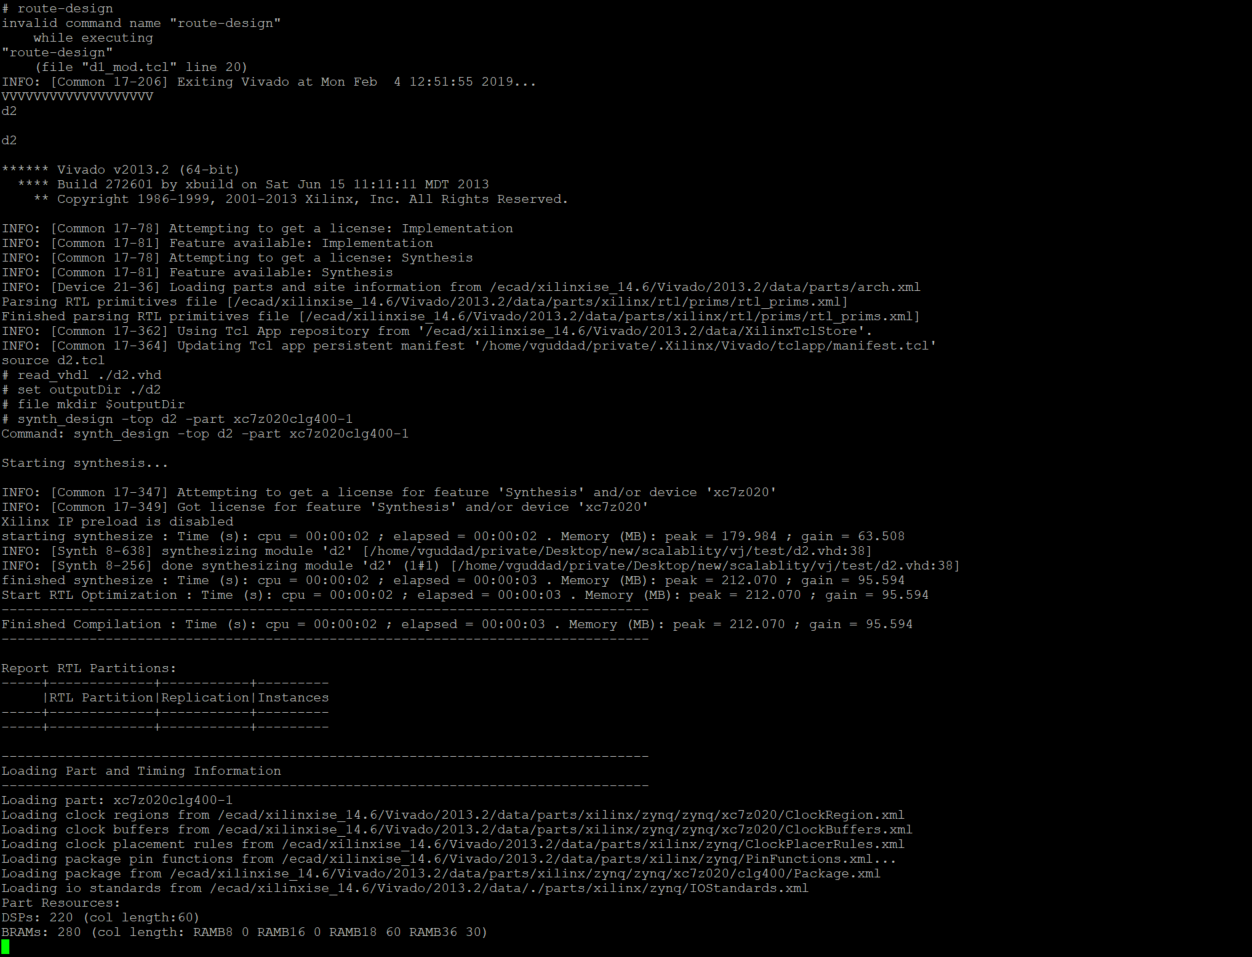 # route-design
invalid command name "route-design"
    while executing
"route-design"
    (file "d1_mod.tcl" line 20)
INFO: [Common 17-206] Exiting Vivado at Mon Feb  4 12:51:55 2019...
VVVVVVVVVVVVVVVVVVV
d2
d2
****** Vivado v2013.2 (64-bit)
  **** Build 272601 by xbuild on Sat Jun 15 11:11:11 MDT 2013
    ** Copyright 1986-1999, 2001-2013 Xilinx, Inc. All Rights Reserved.
INFO: [Common 17-78] Attempting to get a license: Implementation
INFO: [Common 17-81] Feature available: Implementation
INFO: [Common 17-78] Attempting to get a license: Synthesis
INFO: [Common 17-81] Feature available: Synthesis
INFO: [Device 21-36] Loading parts and site information from /ecad/xilinxise_14.6/Vivado/2013.2/data/parts/arch.xml
Parsing RTL primitives file [/ecad/xilinxise_14.6/Vivado/2013.2/data/parts/xilinx/rtl/prims/rtl_prims.xml]
Finished parsing RTL primitives file [/ecad/xilinxise_14.6/Vivado/2013.2/data/parts/xilinx/rtl/prims/rtl_prims.xml]
INFO: [Common 17-362] Using Tcl App repository from '/ecad/xilinxise_14.6/Vivado/2013.2/data/XilinxTclStore'.
INFO: [Common 17-364] Updating Tcl app persistent manifest '/home/vguddad/private/.Xilinx/Vivado/tclapp/manifest.tcl'
source d2.tcl
# read_vhdl ./d2.vhd
# set outputDir ./d2
# file mkdir $outputDir
# synth_design -top d2 -part xc7z020clg400-1
Command: synth_design -top d2 -part xc7z020clg400-1
Starting synthesis...
INFO: [Common 17-347] Attempting to get a license for feature 'Synthesis' and/or device 'xc7z020'
INFO: [Common 17-349] Got license for feature 'Synthesis' and/or device 'xc7z020'
Xilinx IP preload is disabled
starting synthesize : Time (s): cpu = 00:00:02 ; elapsed = 00:00:02 . Memory (MB): peak = 179.984 ; gain = 63.508
INFO: [Synth 8-638] synthesizing module 'd2' [/home/vguddad/private/Desktop/new/scalablity/vj/test/d2.vhd:38]
INFO: [Synth 8-256] done synthesizing module 'd2' (1#1) [/home/vguddad/private/Desktop/new/scalablity/vj/test/d2.vhd:38]
finished synthesize : Time (s): cpu = 00:00:02 ; elapsed = 00:00:03 . Memory (MB): peak = 212.070 ; gain = 95.594
Start RTL Optimization : Time (s): cpu = 00:00:02 ; elapsed = 00:00:03 . Memory (MB): peak = 212.070 ; gain = 95.594
---------------------------------------------------------------------------------
Finished Compilation : Time (s): cpu = 00:00:02 ; elapsed = 00:00:03 . Memory (MB): peak = 212.070 ; gain = 95.594
---------------------------------------------------------------------------------
Report RTL Partitions:
-----+-------------+-----------+---------
     |RTL Partition|Replication|Instances
-----+-------------+-----------+---------
-----+-------------+-----------+---------
---------------------------------------------------------------------------------
Loading Part and Timing Information
---------------------------------------------------------------------------------
Loading part: xc7z020clg400-1
Loading clock regions from /ecad/xilinxise_14.6/Vivado/2013.2/data/parts/xilinx/zynq/zynq/xc7z020/ClockRegion.xml
Loading clock buffers from /ecad/xilinxise_14.6/Vivado/2013.2/data/parts/xilinx/zynq/zynq/xc7z020/ClockBuffers.xml
Loading clock placement rules from /ecad/xilinxise_14.6/Vivado/2013.2/data/parts/xilinx/zynq/ClockPlacerRules.xml
Loading package pin functions from /ecad/xilinxise_14.6/Vivado/2013.2/data/parts/xilinx/zynq/PinFunctions.xml...
Loading package from /ecad/xilinxise_14.6/Vivado/2013.2/data/parts/xilinx/zynq/zynq/xc7z020/clg400/Package.xml
Loading io standards from /ecad/xilinxise_14.6/Vivado/2013.2/data/./parts/xilinx/zynq/IOStandards.xml
Part Resources:
DSPs: 220 (col length:60)
BRAMs: 280 (col length: RAMB8 0 RAMB16 0 RAMB18 60 RAMB36 30)